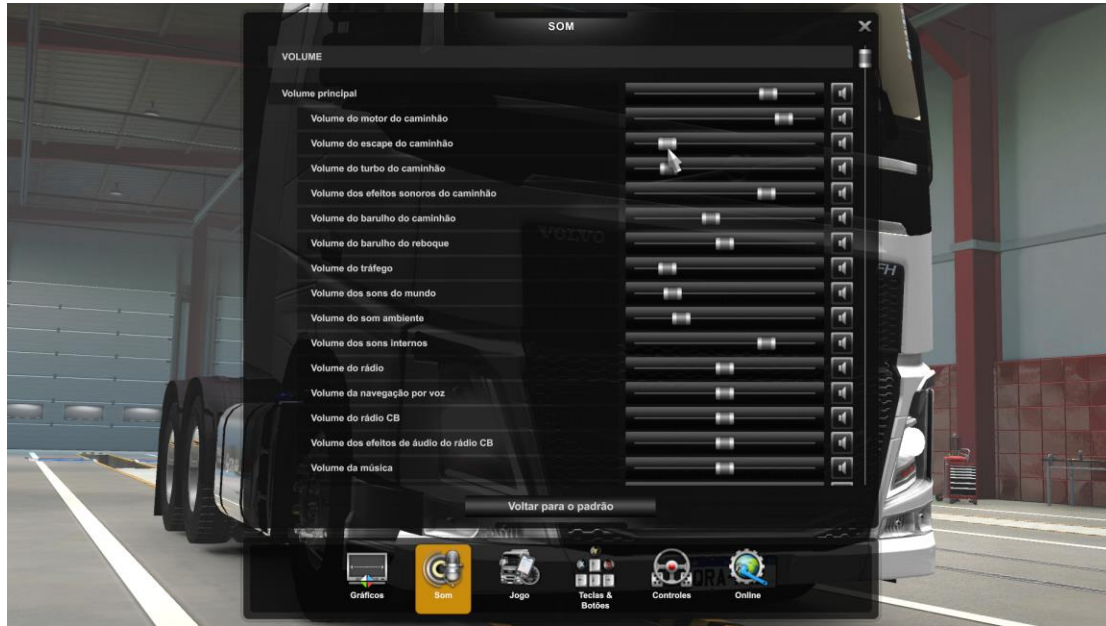 SOM
VOLUME
Volume principal
Volume do motor do caminhão
Volume do escape do caminhão
Volume do turbo do caminhão
Volume dos efeitos sonoros do caminhão
Volume do barulho do caminhão
Volume do barulho do reboque
Volume do tráfego
Volume dos sons do mundo
Volume do som ambiente
Volume dos sons internos
Volume do rádio
Volume da navegação por voz
Volume do rádio CB
Volume dos efeitos de áudio do rádio CB
Volume da música
VOLVO
FH
Voltar para o padrão
Gráficos
Som
Jogo
Teclas &
Botões
Controles
Online